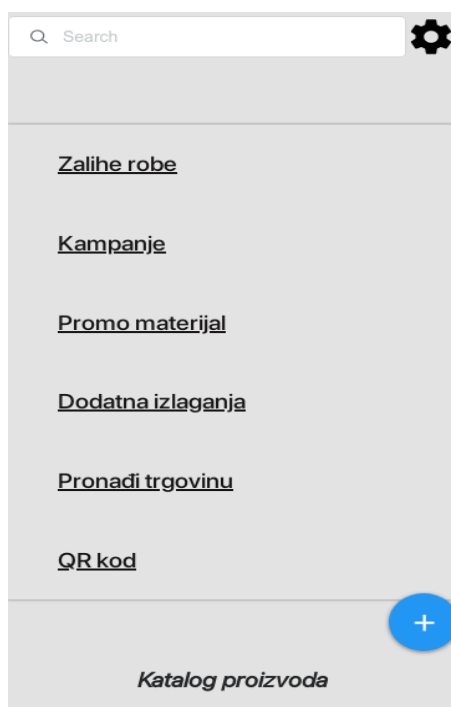 Search
Zalihe robe
Kampanje
Promo materijal
Dodatna izlaganja
Pronađi trgovinu
QR kod
+
Katalog proizvoda